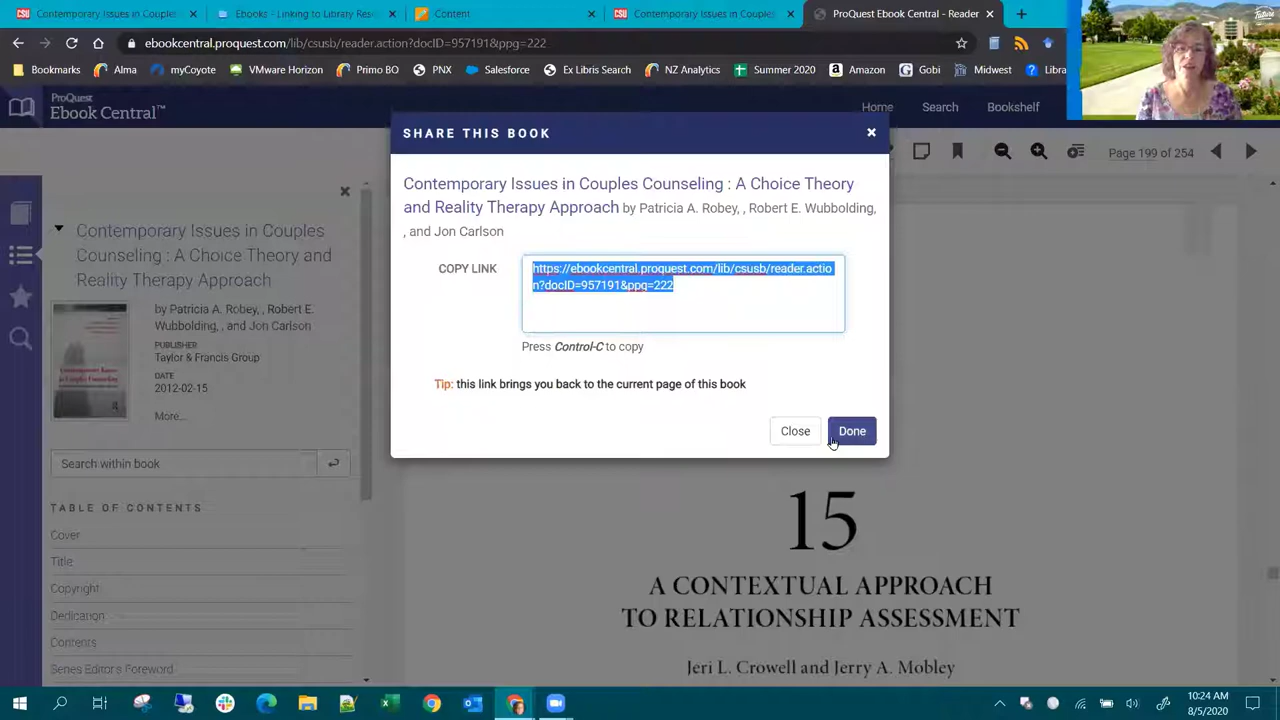 Contemporary Issues in Couples
Ebooks - Linking to Library Res
Content
Contemporary Issues in Couples
ProQuest Ebook Central - Reader
ebookcentral.proquest.com/lib/csusb/reader.action?docID=957191&ppg=222
Bookmarks Alma myCoyote VMware Horizon Primo BO PNX Salesforce Ex Libris Search NZ Analytics Summer 2020 Amazon Gobi Midwest Libra
ProQuest
Ebook Central™
Home Search Bookshelf
SHARE THIS BOOK
Page 199 of 254
Contemporary Issues in Couples Counseling : A Choice Theory
and Reality Therapy Approach by Patricia A. Robey, , Robert E. Wubbolding,
, and Jon Carlson
COPY LINK
https://ebookcentral.proquest.com/lib/csusb/reader.actio
n?docID=957191&ppg=222
Press Control-C to copy
Tip: this link brings you back to the current page of this book
Close Done
Contemporary Issues in Couples
Counseling: A Choice Theory and
Reality Therapy Approach
by Patricia A. Robey, , Robert E.
Wubbolding, , and Jon Carlson
PUBLISHER:
Taylor & Francis Group
DATE
2012-02-15
More...
Search within book
TABLE OF CONTENTS
Cover
Title
Copyright
Dedication
Contents
Series Editor's Foreword
15
A CONTEXTUAL APPROACH
TO RELATIONSHIP ASSESSMENT
Jeri L. Crowell and Jerry A. Mobley
10:24 AM
8/5/2020